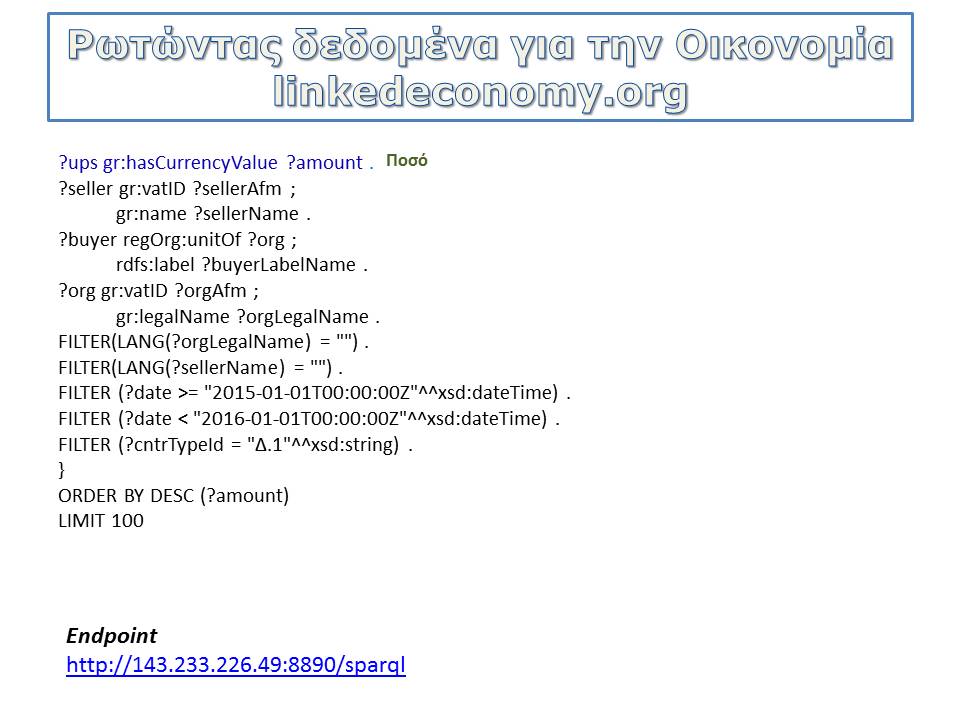 Ρωτώντας δεδομένα για την Οικονομία
linkedeconomy.org
?ups gr:hasCurrencyValue ?amount . Ποσό
?seller gr:vatID ?sellerAfm ;
gr:name ?sellerName .
?buyer regOrg:unitOf ?org ;
rdfs:label ?buyerLabelName .
?org gr:vatID ?orgAfm ;
gr:legalName ?orgLegalName .
FILTER(LANG(?orgLegalName) = "") .
FILTER(LANG(?sellerName) = "") .
FILTER (?date >= "2015-01-01T00:00:00Z"^^xsd:dateTime) .
FILTER (?date < "2016-01-01T00:00:00Z"^^xsd:dateTime) .
FILTER (?cntrTypeId = "Δ.1"^^xsd:string) .
}
ORDER BY DESC (?amount)
LIMIT 100
Endpoint
http://143.233.226.49:8890/sparql